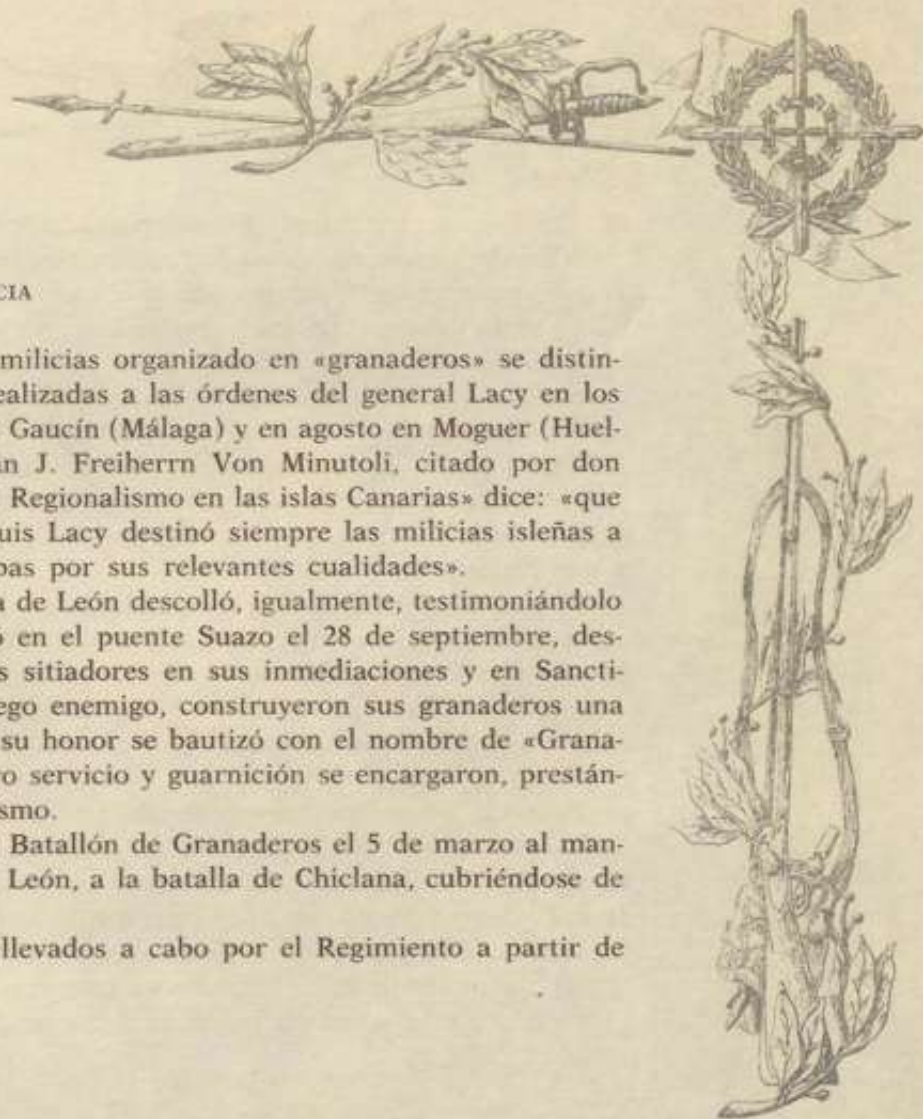 CIA
milicias organizado en «granaderos» se distin-
ealizadas a las órdenes del general Lacy en los
Gaucín (Málaga) y en agosto en Moguer (Huel-
an J. Freiherrn Von Minutoli, citado por don
Regionalismo en las islas Canarias» dice: «que
uis Lacy destinó siempre las milicias isleñas a
pas por sus relevantes cualidades».
a de León descolló, igualmente, testimoniándolo
ó en el puente Suazo el 28 de septiembre, des-
s sitiadores en sus inmediaciones y en Sancti-
ego enemigo, construyeron sus granaderos una
su honor se bautizó con el nombre de «Grana-
ro servicio y guarnición se encargaron, prestán-
smo.
Batallón de Granaderos el 5 de marzo al man-
León, a la batalla de Chiclana, cubriéndose de
llevados a cabo por el Regimiento a partir de